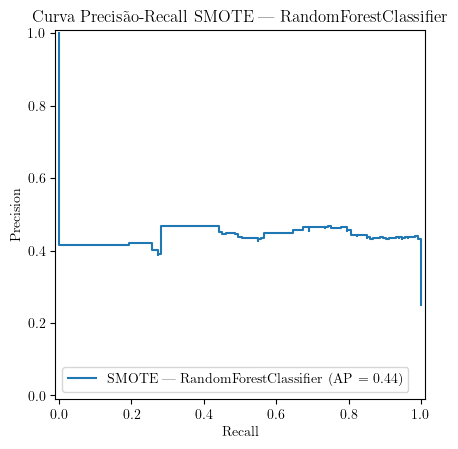 Curva Precisão-Recall SMOTE — RandomForestClassifier
1.0
0.8
0.6
0.4
0.2
0.0
Precision
SMOTE — RandomForestClassifier (AP = 0.44)
0.0 0.2 0.4 0.6 0.8 1.0
Recall